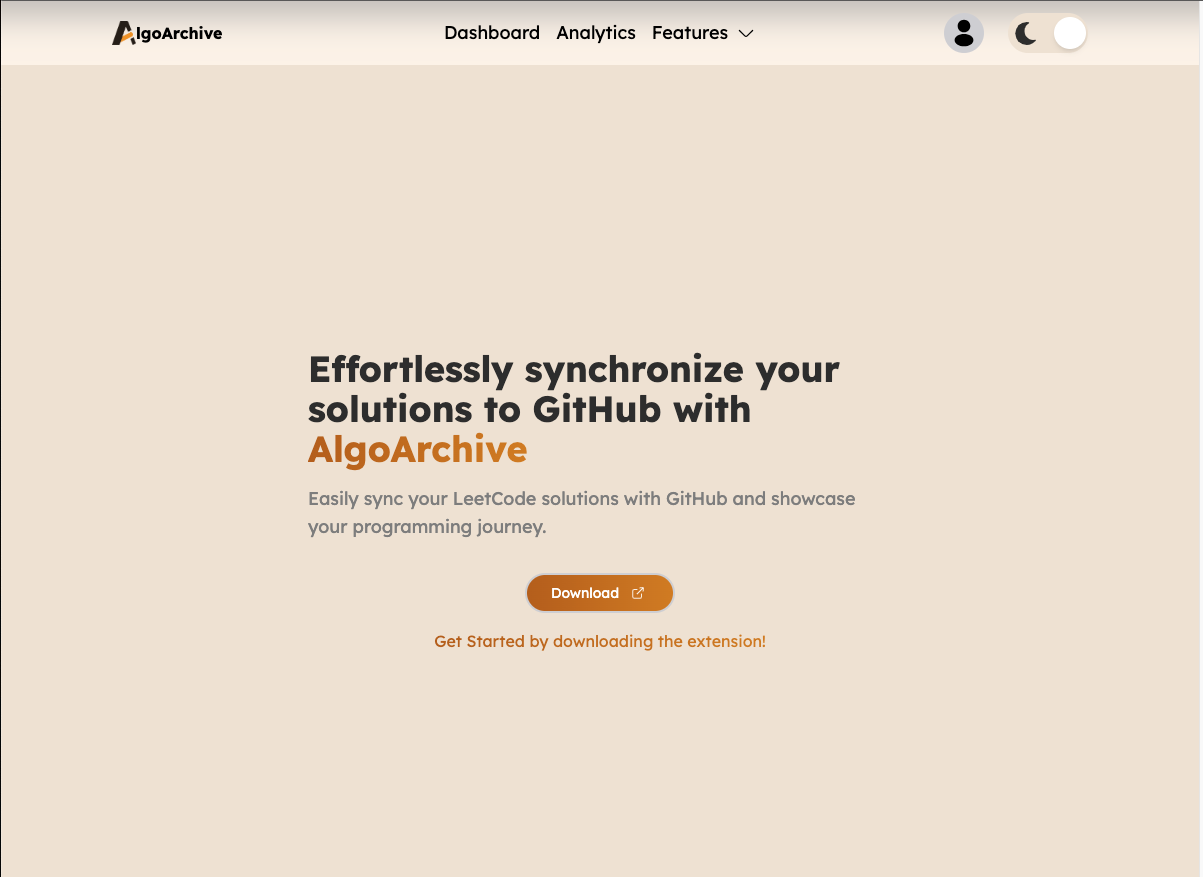 AlgoArchive
Dashboard Analytics Features
Effortlessly synchronize your
solutions to GitHub with
AlgoArchive
Easily sync your LeetCode solutions with GitHub and showcase
your programming journey.
Download
Get Started by downloading the extension!